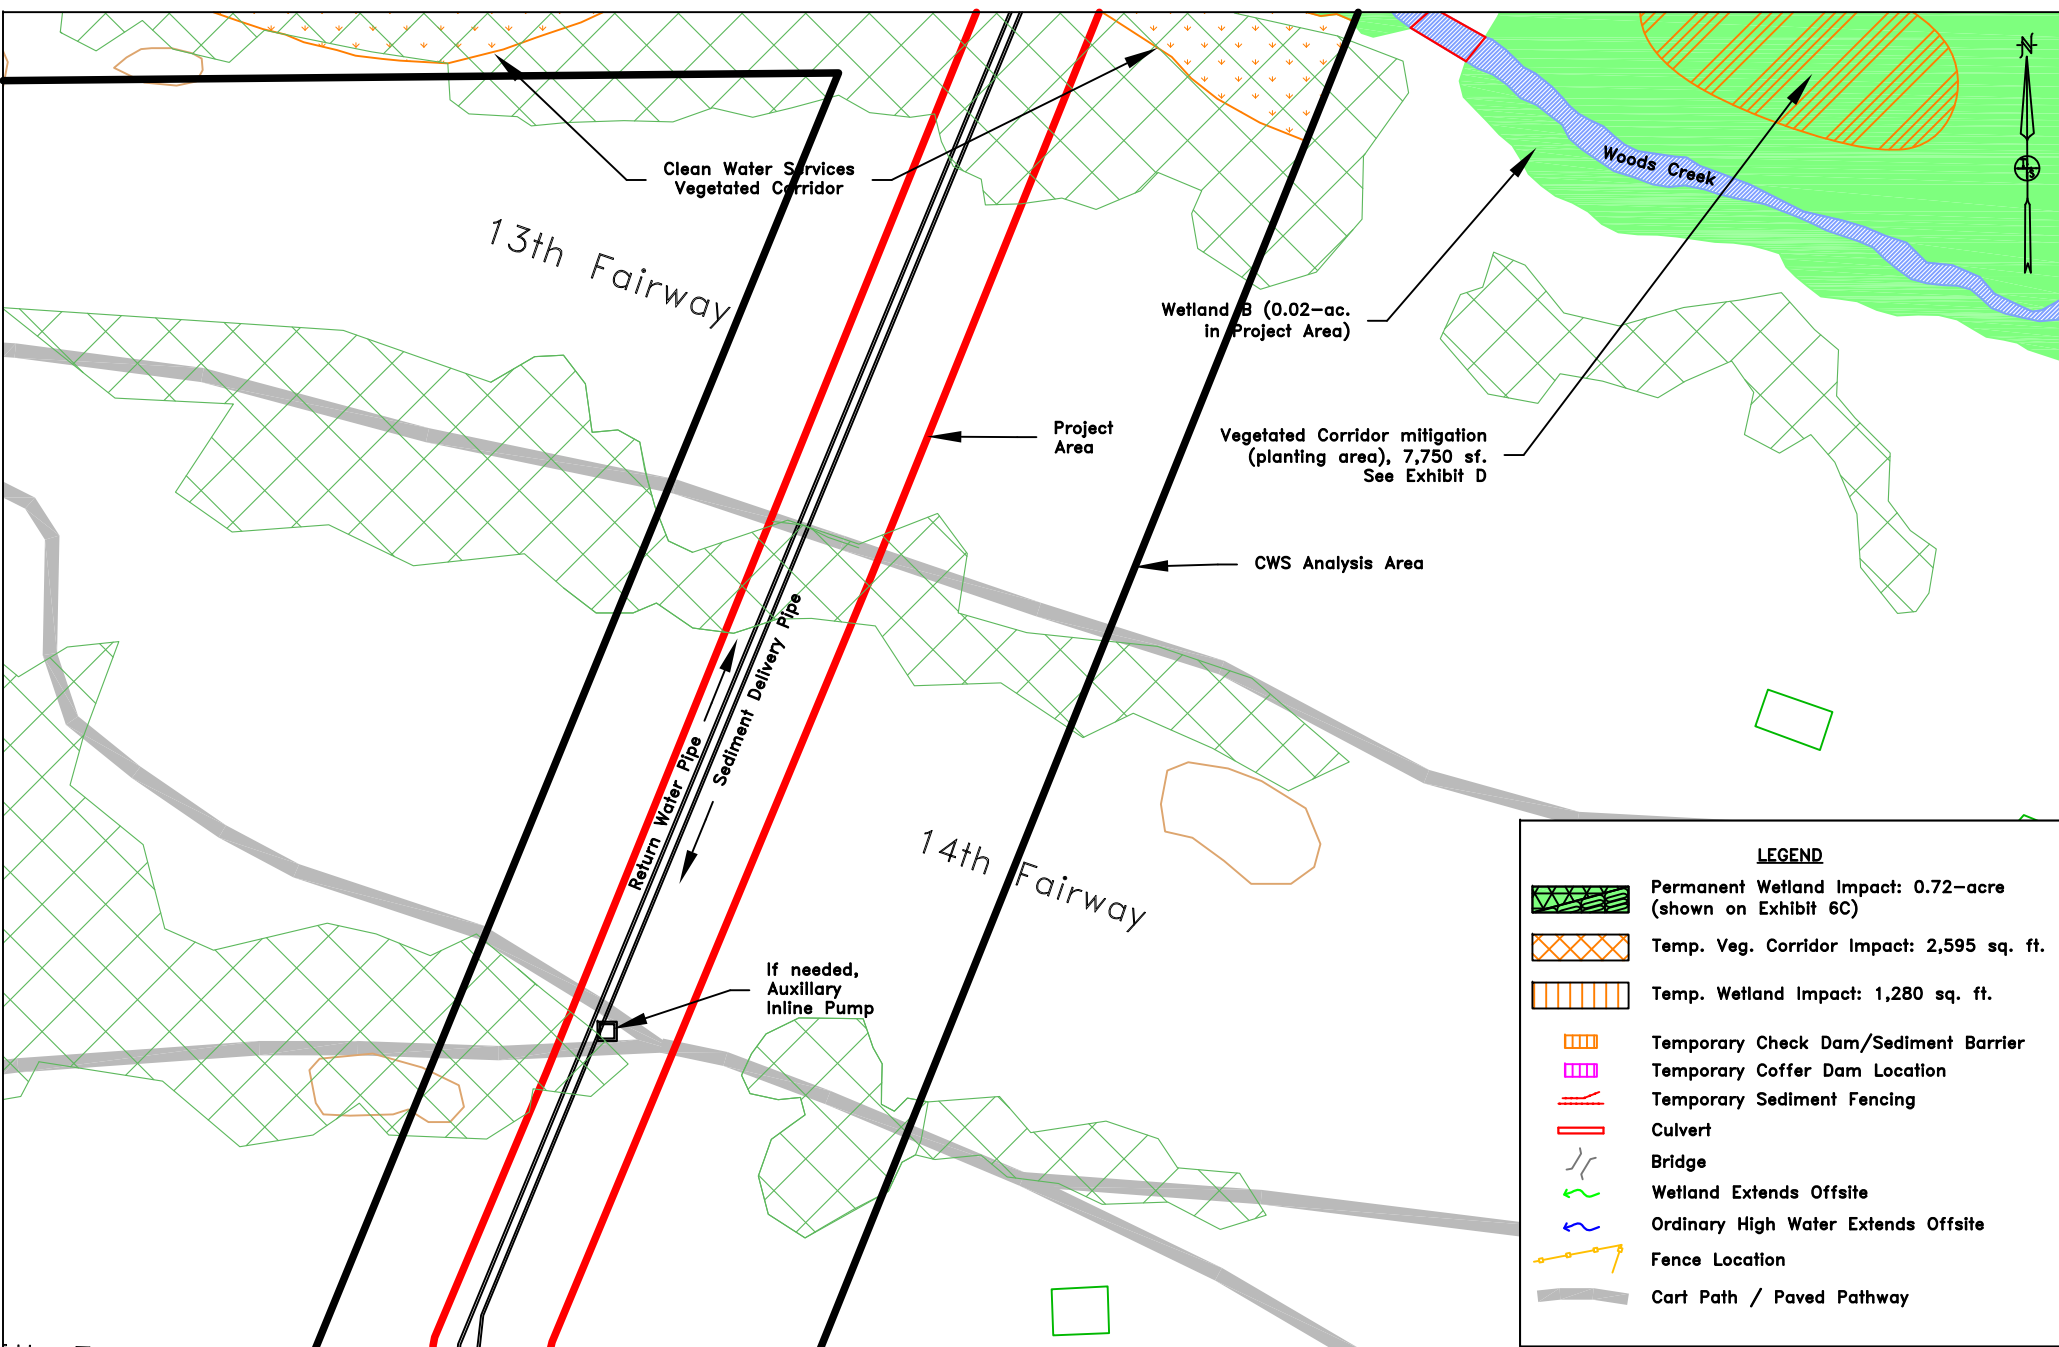 N
Clean Water Services
Vegetated Corridor
13th Fairway
Woods Creek
Wetland B (0.02-ac.
in Project Area)
Project
Area
Vegetated Corridor mitigation
(planting area), 7,750 sf.
See Exhibit D
CWS Analysis Area
Return Water Pipe
Sediment Delivery Pipe
14th Fairway
If needed,
Auxillary
Inline Pump
LEGEND
Permanent Wetland Impact: 0.72-acre
(shown on Exhibit 6C)
Temp. Veg. Corridor Impact: 2,595 sq. ft.
Temp. Wetland Impact: 1,280 sq. ft.
Temporary Check Dam/Sediment Barrier
Temporary Coffer Dam Location
Temporary Sediment Fencing
Culvert
Bridge
Wetland Extends Offsite
Ordinary High Water Extends Offsite
Fence Location
Cart Path / Paved Pathway